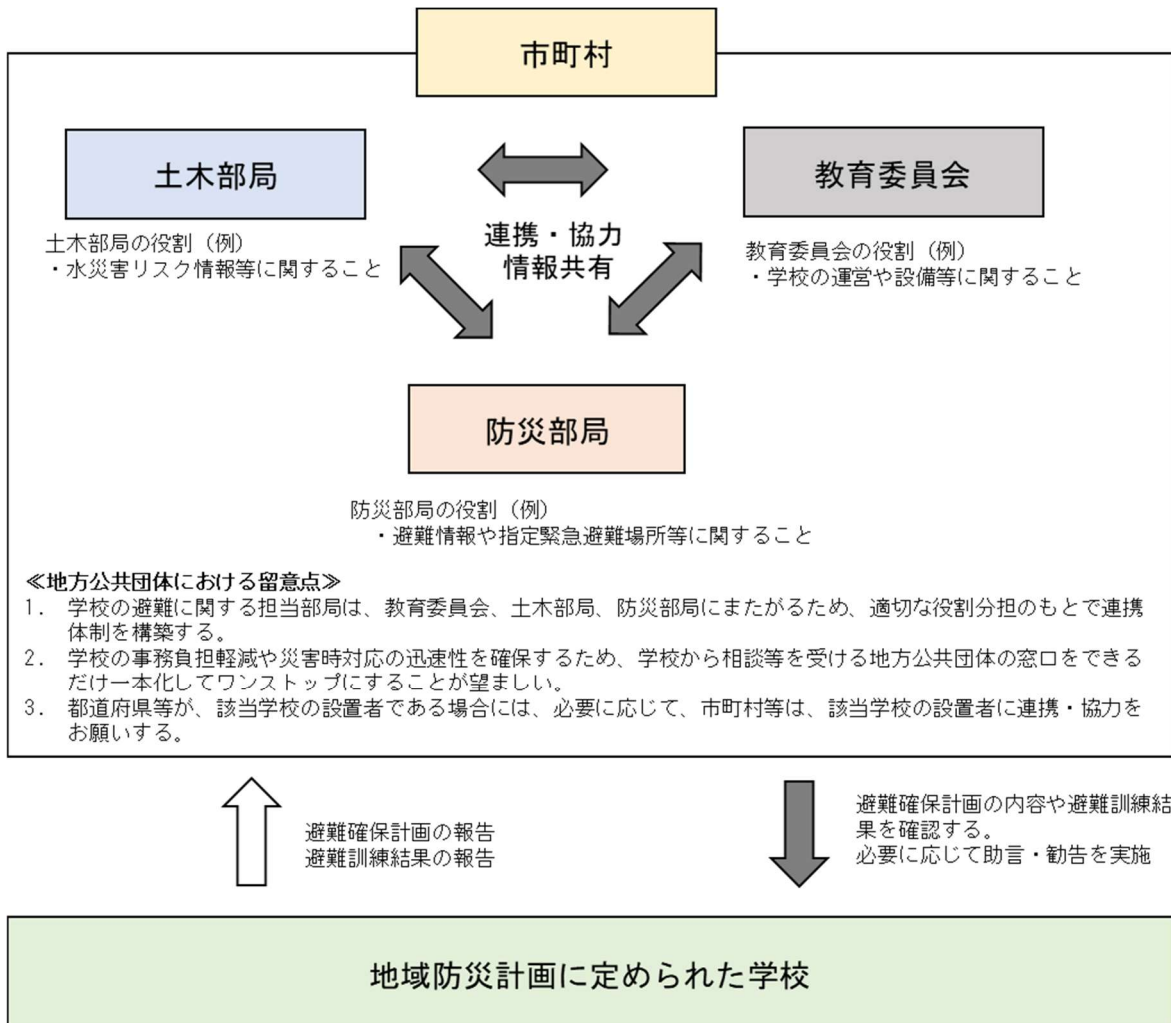 市町村
土木部局
教育委員会
土木部局の役割（例）
・水災害リスク情報等に関すること
連携・協力
情報共有
教育委員会の役割（例）
・学校の運営や設備等に関すること
防災部局
防災部局の役割（例）
・避難情報や指定緊急避難場所等に関すること
≪地方公共団体における留意点≫
1. 学校の避難に関する担当部局は、教育委員会、土木部局、防災部局にまたがるため、適切な役割分担のもとで連携
体制を構築する。
2. 学校の事務負担軽減や災害時対応の迅速性を確保するため、学校から相談等を受ける地方公共団体の窓口をできる
だけ一本化してワンストップにすることが望ましい。
3. 都道府県等が、該当学校の設置者である場合には、必要に応じて、市町村等は、該当学校の設置者に連携・協力を
お願いする。
避難確保計画の報告
避難訓練結果の報告
避難確保計画の内容や避難訓練結
果を確認する。
必要に応じて助言・勧告を実施
地域防災計画に定められた学校